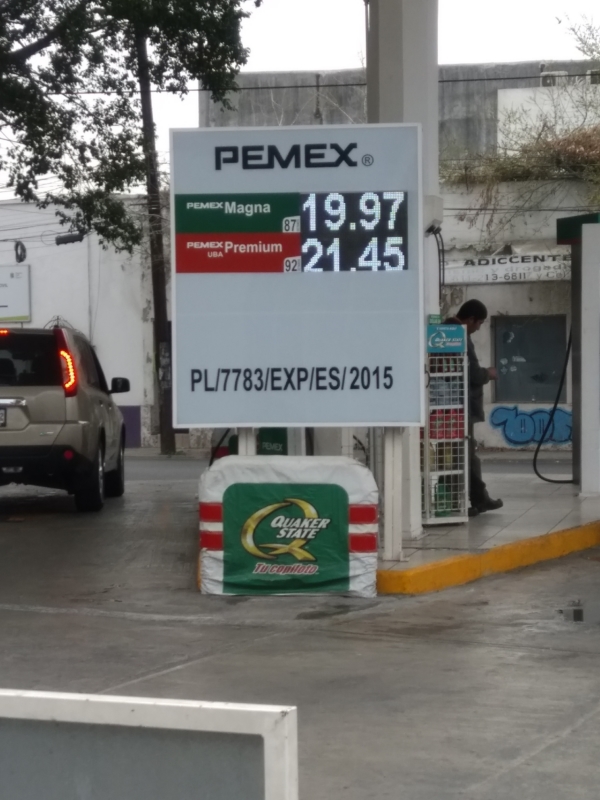 PEMEX®
PEMEX Magna 87 19.97
PEMEX Premium UBA 92 21.45
PL/7783/EXP/ES/2015
ADICCENTE
13-6811
QUAKER
STATE
Tu copiloto